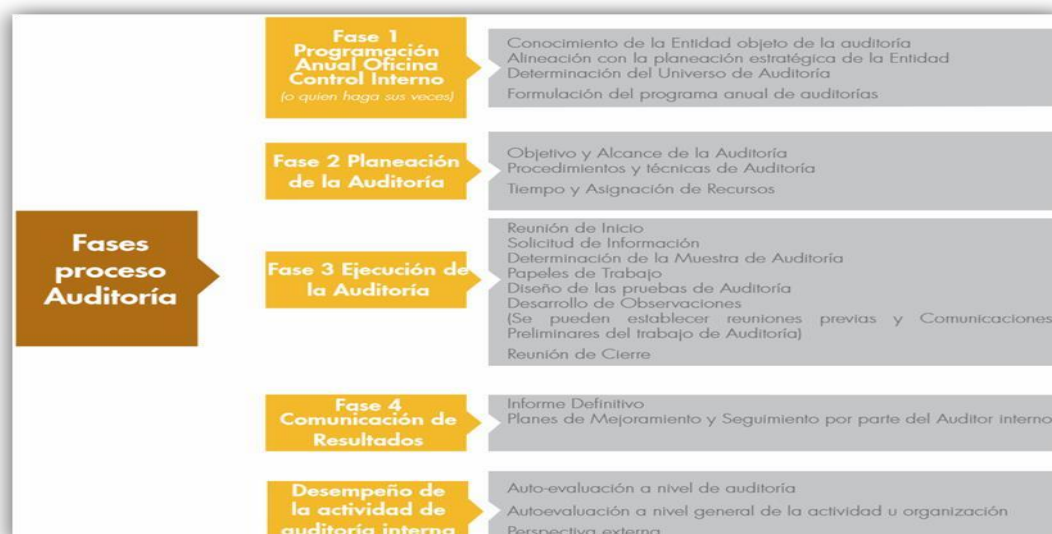 Fases
proceso
Auditoría
Fase 1
Programación
Anual Oficina
Control Interno
(o quien haga sus veces)
Conocimiento de la Entidad objeto de la auditoría
Alineación con la planeación estratégica de la Entidad
Determinación del Universo de Auditoría
Formulación del programa anual de auditorías
Fase 2 Planeación
de la Auditoría
Objetivo y Alcance de la Auditoría
Procedimientos y técnicas de Auditoría
Tiempo y Asignación de Recursos
Fase 3 Ejecución de
la Auditoría
Reunión de Inicio
Solicitud de Información
Determinación de la Muestra de Auditoría
Papeles de Trabajo
Diseño de las pruebas de Auditoría
Desarrollo de Observaciones
(Se pueden establecer reuniones previas y Comunicaciones
Preliminares del trabajo de Auditoría)
Reunión de Cierre
Fase 4
Comunicación de
Resultados
Informe Definitivo
Planes de Mejoramiento y Seguimiento por parte del Auditor interno
Desempeño de
la actividad de
auditoría interna
Auto-evaluación a nivel de auditoría
Autoevaluación a nivel general de la actividad u organización
Perspectiva externa